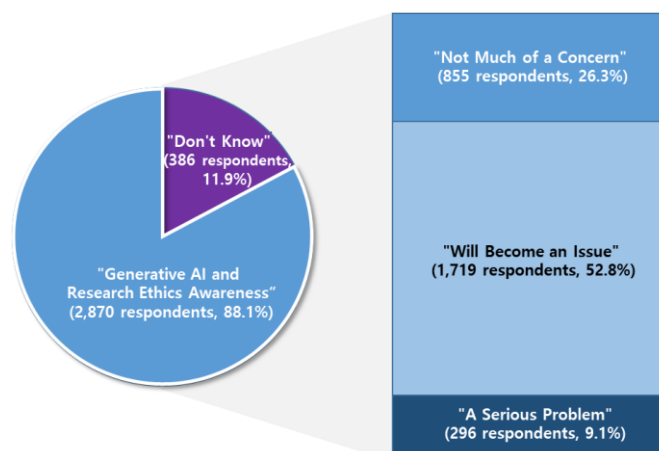 "Don't Know"
(386 respondents,
11.9%)
"Generative AI and
Research Ethics Awareness"
(2,870 respondents, 88.1%)
"Not Much of a Concern"
(855 respondents, 26.3%)
"Will Become an Issue"
(1,719 respondents, 52.8%)
"A Serious Problem"
(296 respondents, 9.1%)